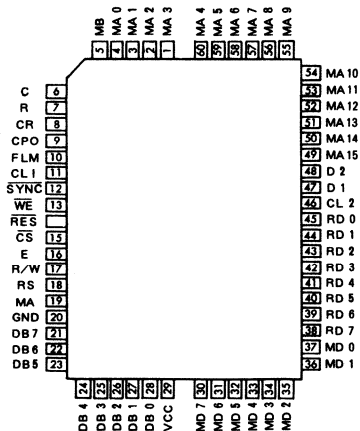 MB MA 0 MA 1 MA 2 MA 3 MA 4 MA 5 MA 6 MA 7 MA 8 MA 9
5 4 3 2 1 60 59 58 57 56 55
C 6
R 7
CR 8
CPO 9
FLM 10
CL1 11
SYNC 12
WE 13
RES
CS 15
E 16
R/W 17
RS 18
MA 19
GND 20
DB7 21
DB6 22
DB5 23
54 MA 10
53 MA 11
52 MA 12
51 MA 13
50 MA 14
49 MA 15
48 D 2
47 D 1
46 CL 2
45 RD 0
44 RD 1
43 RD 2
42 RD 3
41 RD 4
40 RD 5
39 RD 6
38 RD 7
37 MD 0
36 MD 1
24 25 26 27 28 29 30 31 32 33 34 35
DB 4 DB 3 DB 2 DB 1 DB 0 VCC MD 7 MD 6 MD 5 MD 4 MD 3 MD 2